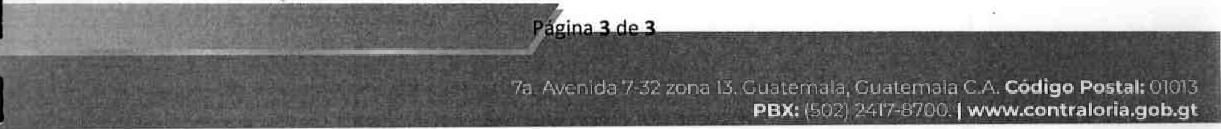 Página 3 de 3
7a. Avenida 7-32 zona 13. Guatemala, Guatemala C.A. Código Postal: 01013
PBX: (502) 2417-8700. | www.contraloria.gob.gt